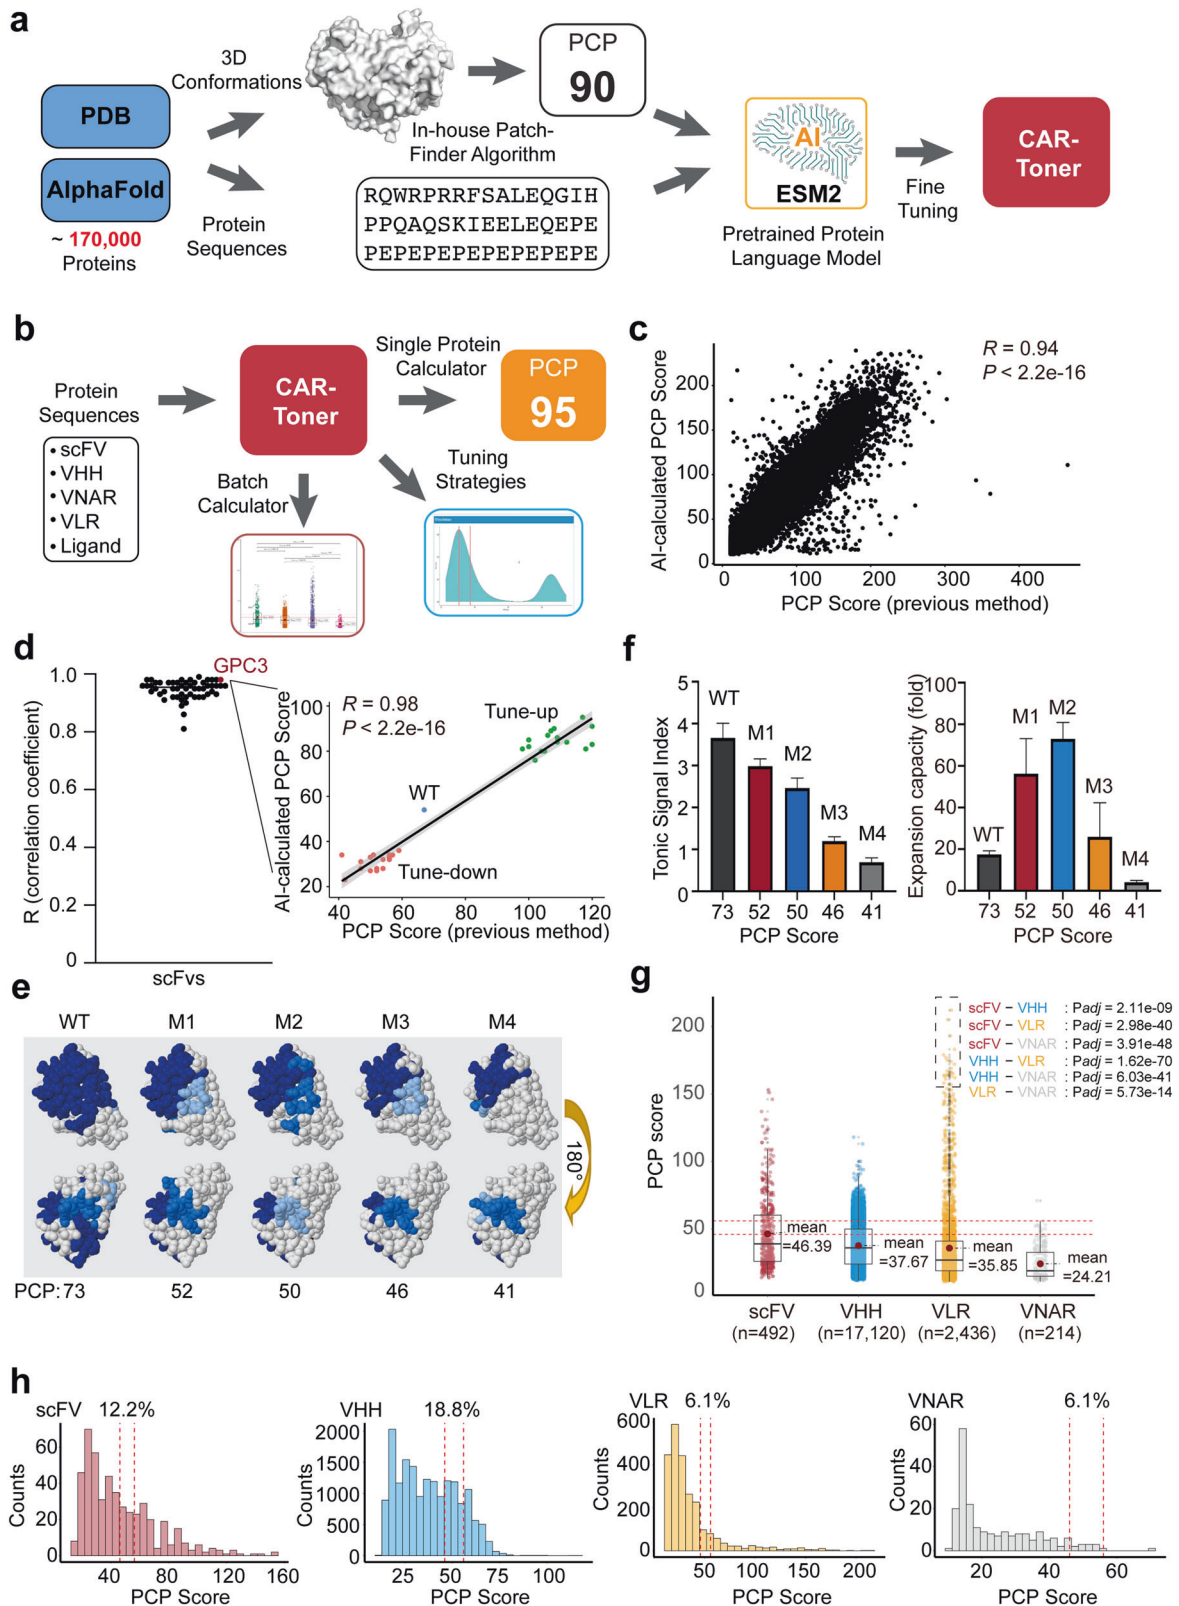 a
3D
Conformations
PDB
AlphaFold
~ 170,000
Proteins
Protein
Sequences
In-house Patch-
Finder Algorithm
RQWRPRRFSALEQGIH
PPQAQSKIEELEQEPE
PEPEPEPEPEPEPEPE
PCP
90
AI
ESM2
Pretrained Protein
Language Model
Fine
Tuning
CAR-
Toner
b
Protein
Sequences
• scFV
• VHH
• VNAR
• VLR
• Ligand
CAR-
Toner
Single Protein
Calculator
PCP
95
Batch
Calculator
Tuning
Strategies
c
R = 0.94
P < 2.2e-16
AI-calculated PCP Score
200
150
100
50
0
0 100 200 300 400
PCP Score (previous method)
d
R (correlation coefficient)
1.0
0.8
0.6
0.4
0.2
0
scFvs
GPC3
AI-calculated PCP Score
R = 0.98
P < 2.2e-16
Tune-up
WT
Tune-down
100
80
60
40
20
40 60 80 100 120
PCP Score (previous method)
f
Tonic Signal Index
5
4
3
2
1
0
WT
M1
M2
M3
M4
73 52 50 46 41
PCP Score
Expansion capacity (fold)
100
80
60
40
20
0
WT
M1
M2
M3
M4
73 52 50 46 41
PCP Score
e
WT M1 M2 M3 M4
180°
PCP: 73 52 50 46 41
g
PCP score
200
150
100
50
0
scFV – VHH : Padj = 2.11e-09
scFV – VLR : Padj = 2.98e-40
scFV – VNAR : Padj = 3.91e-48
VHH – VLR : Padj = 1.62e-70
VHH – VNAR : Padj = 6.03e-41
VLR – VNAR : Padj = 5.73e-14
mean
=46.39
mean
=37.67
mean
=35.85
mean
=24.21
scFV VHH VLR VNAR
(n=492) (n=17,120) (n=2,436) (n=214)
h
scFV 12.2%
Counts
60
40
20
0
40 80 120 160
PCP Score
VHH 18.8%
Counts
2000
1500
1000
500
0
25 50 75 100
PCP Score
VLR 6.1%
Counts
600
400
200
0
50 100 150 200
PCP Score
VNAR 6.1%
Counts
60
40
20
0
20 40 60
PCP Score